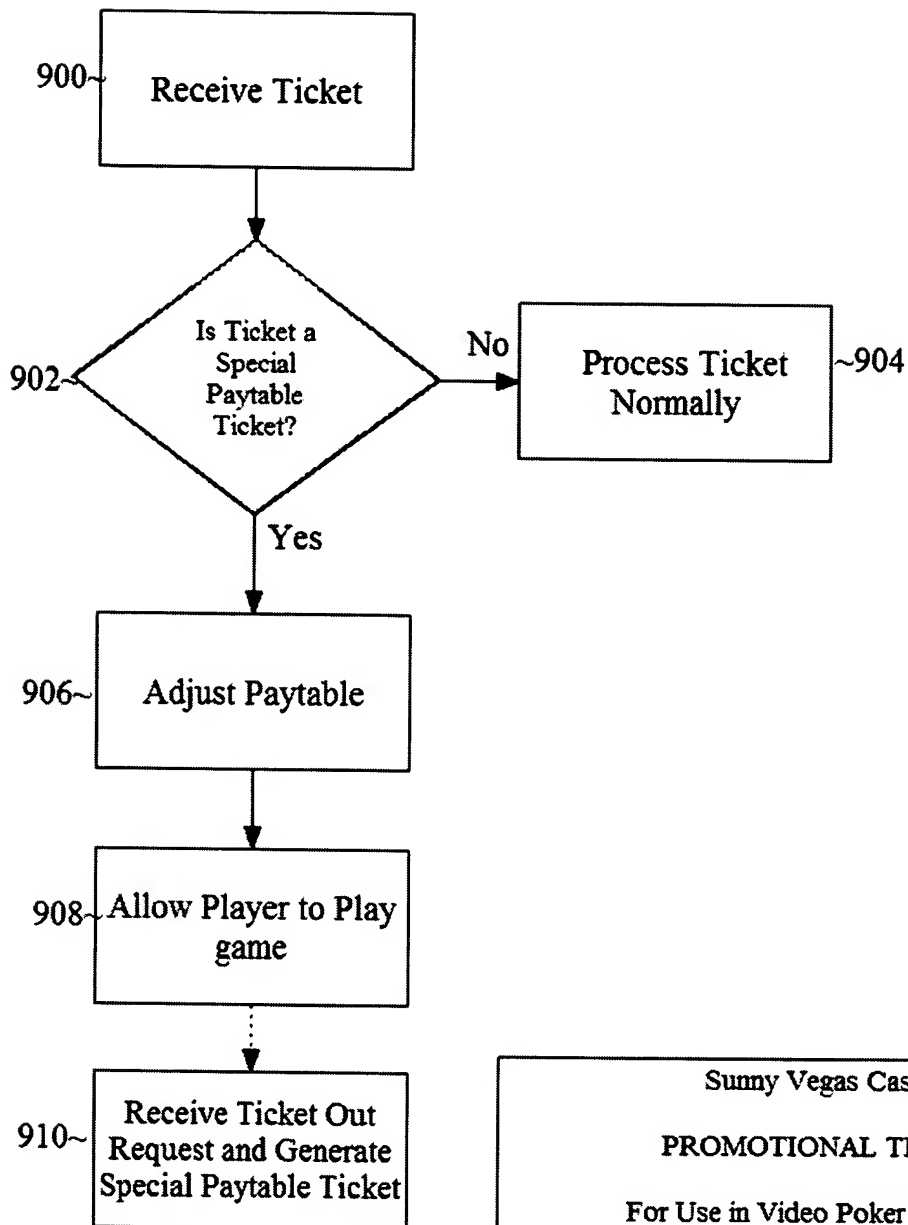 900~
Receive Ticket
902~
Is Ticket a
Special
Paytable
Ticket?
No
Process Ticket
Normally
~904
Yes
906~
Adjust Paytable
908~
Allow Player to Play
game
910~
Receive Ticket Out
Request and Generate
Special Paytable Ticket
Sunny Vegas Cas
PROMOTIONAL
For Use in Video Poker